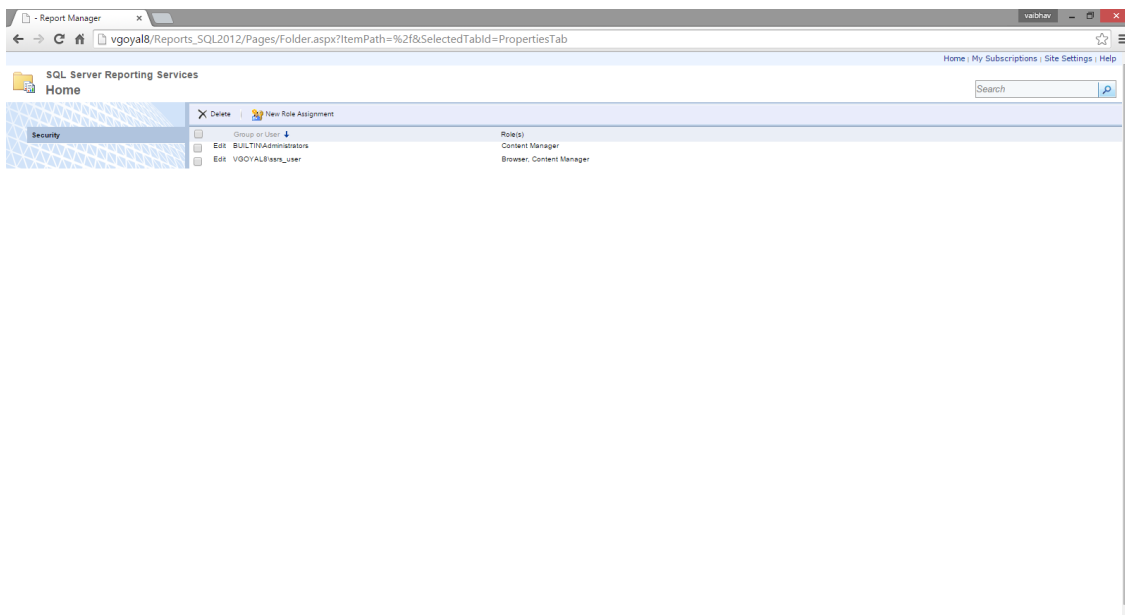 - Report Manager
vaibhav
vgoyal8/Reports_SQL2012/Pages/Folder.aspx?ItemPath=%2f&SelectedTabId=PropertiesTab
Home | My Subscriptions | Site Settings | Help
SQL Server Reporting Services
Home
Search
Delete | New Role Assignment
Security
Group or User Role(s)
Edit BUILTIN\Administrators Content Manager
Edit VGOYAL8\ssrs_user Browser, Content Manager